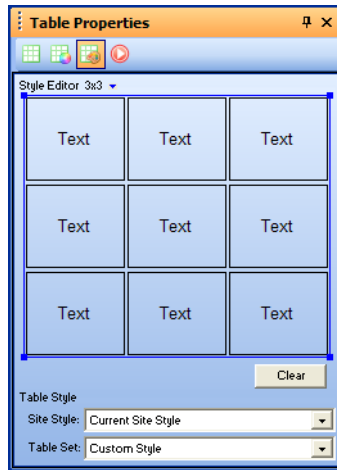 Table Properties
Style Editor 3x3
Text Text Text
Text Text Text
Text Text Text
Clear
Table Style
Site Style: Current Site Style
Table Set: Custom Style